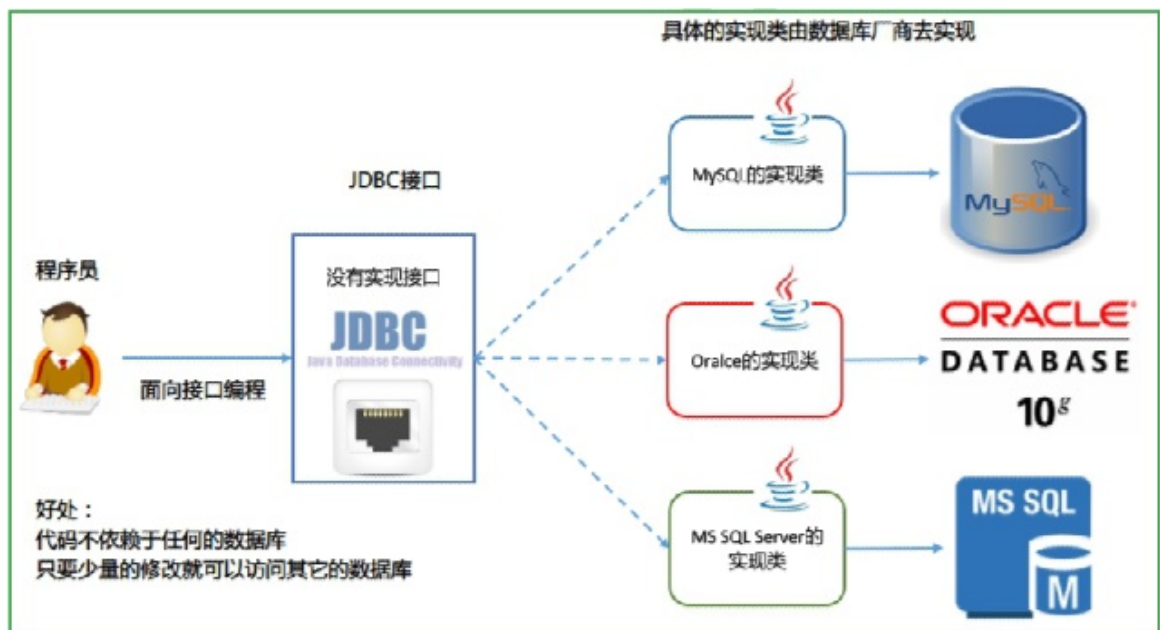 具体的实现类由数据库厂商去实现
JDBC接口
程序员
没有实现接口
JDBC
Java Database Connectivity
面向接口编程
好处：
代码不依赖于任何的数据库
只要少量的修改就可以访问其它的数据库
MySQL的实现类
MySQL
Oralce的实现类
ORACLE
DATABASE
10g
MS SQL Server的
实现类
MS SQL
M